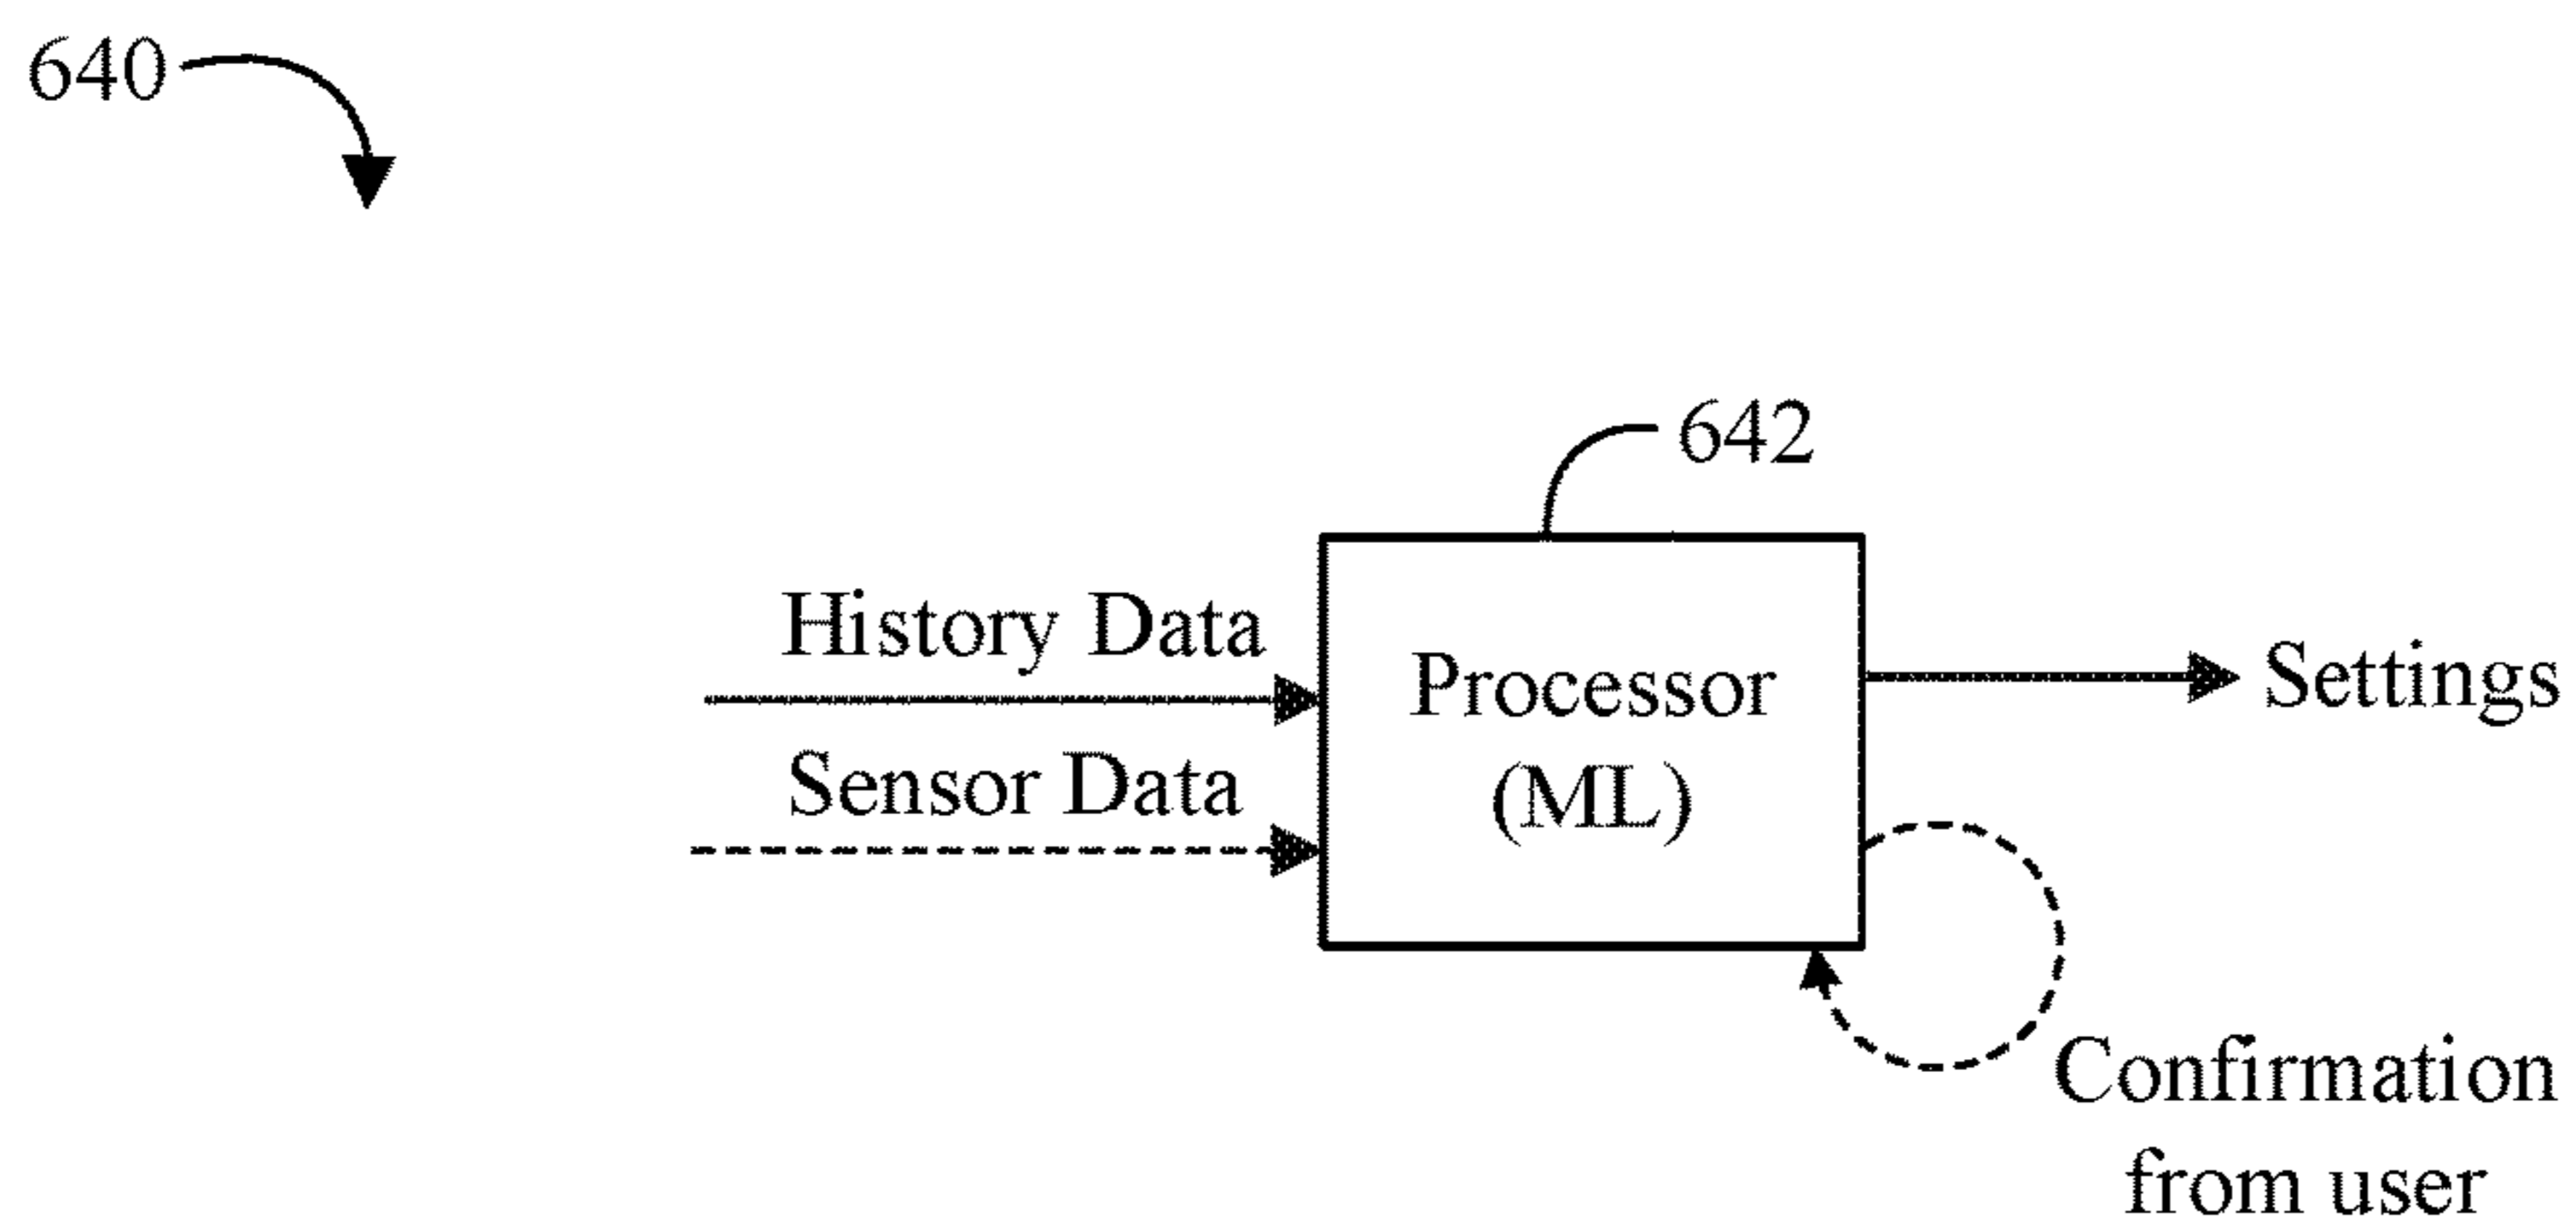 640
642
History Data
Sensor Data
Processor
(ML)
Settings
Confirmation
from user